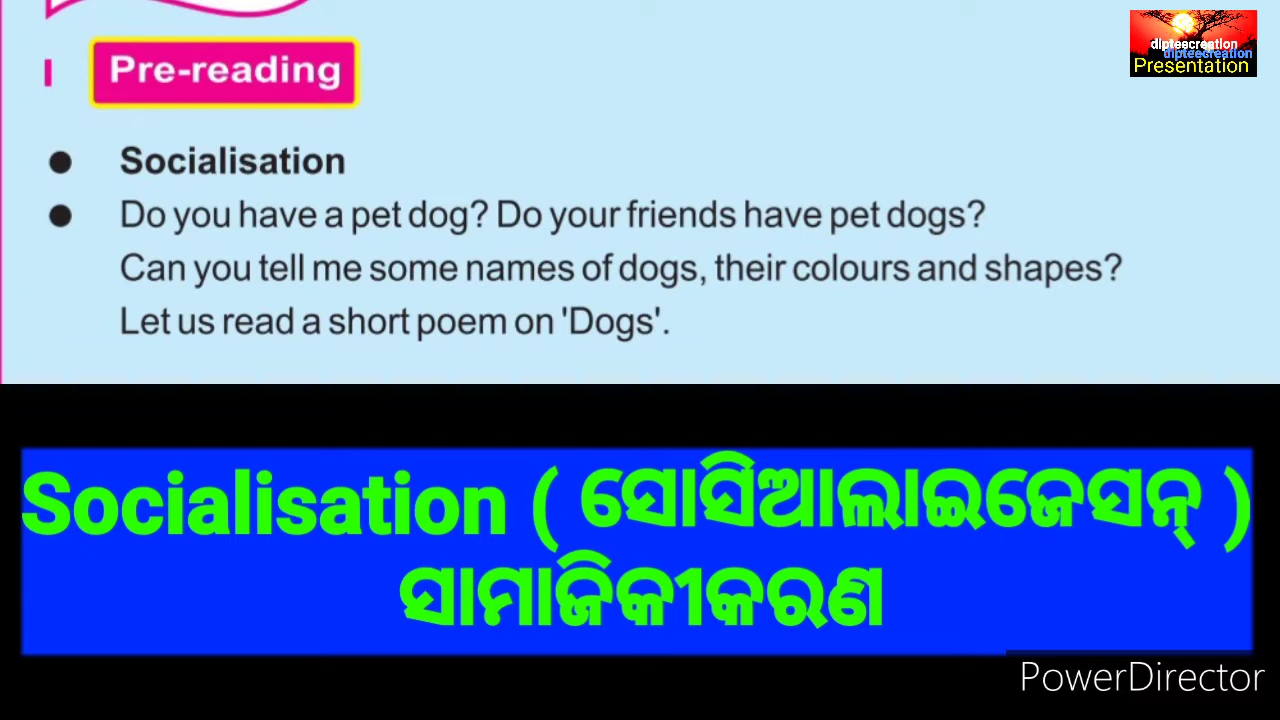 I Pre-reading
dipteecreation
dipteecreation
Presentation
● Socialisation
● Do you have a pet dog? Do your friends have pet dogs?
Can you tell me some names of dogs, their colours and shapes?
Let us read a short poem on 'Dogs'.
Socialisation ( ସୋସିଆଲାଇଜେସନ୍ )
ସାମାଜିକୀକରଣ
PowerDirector